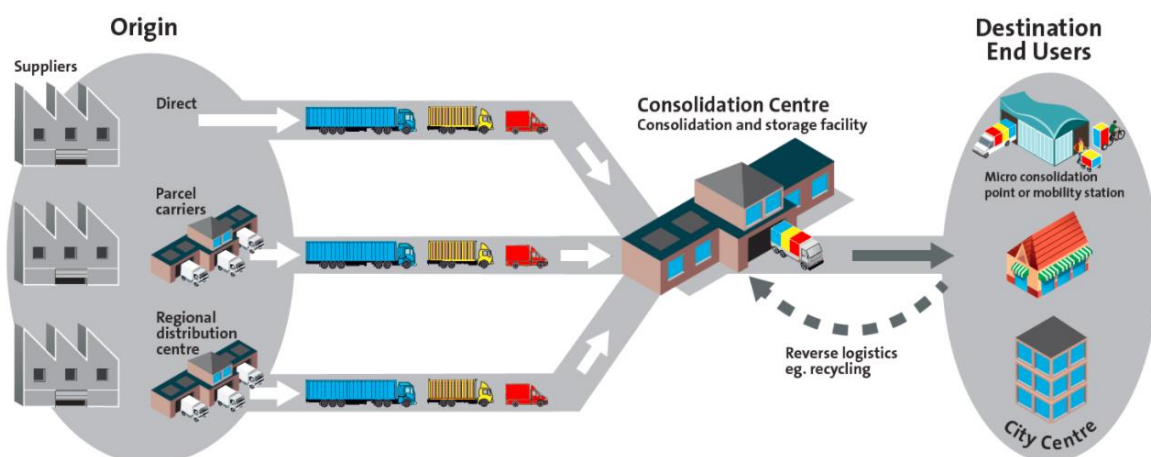 Origin
Suppliers
Direct
Parcel
carriers
Regional
distribution
centre
Consolidation Centre
Consolidation and storage facility
Reverse logistics
eg. recycling
Destination
End Users
Micro consolidation
point or mobility station
City Centre